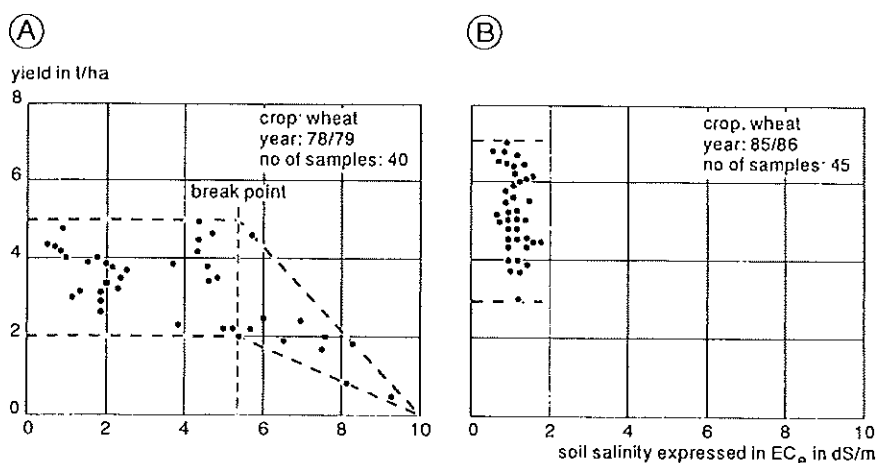 A
yield in t/ha
8
6
4
2
0
crop: wheat
year: 78/79
no of samples: 40
break point
0 2 4 6 8 10
B
crop. wheat
year: 85/86
no of samples: 45
0 2 4 6 8 10
soil salinity expressed in ECe in dS/m